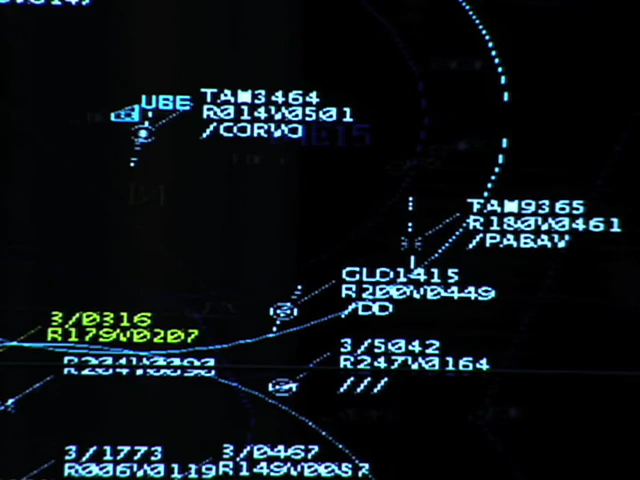 UBE
TAM3464
R014V0501
/CORVO
TAM9365
R180V0461
/PABAV
GLO1415
R200V0449
/DD
3/0316
R179V0207
3/5042
R247V0164
///
3/1773
R006V0119
3/0467
R149V0087